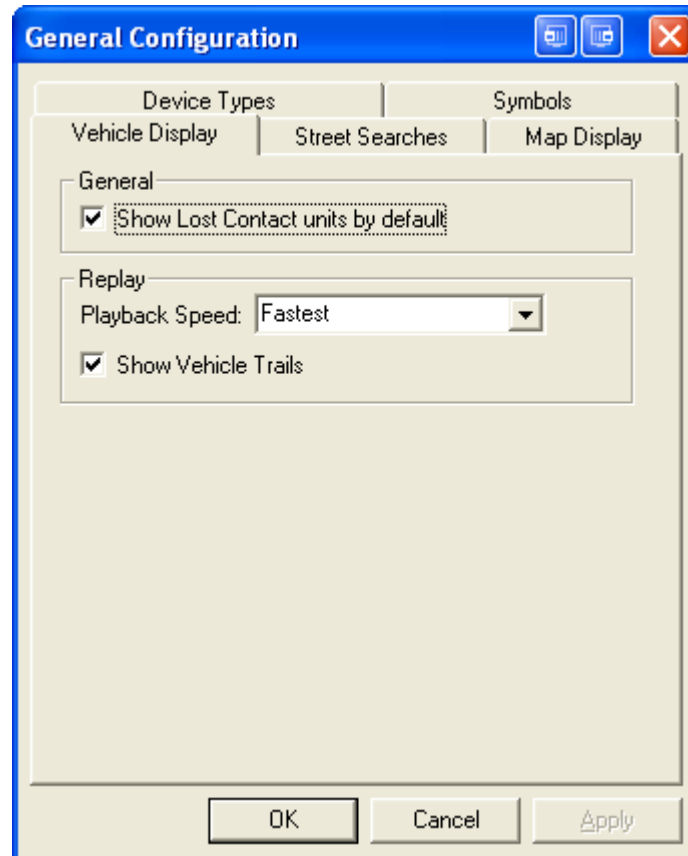 General Configuration
Device Types
Symbols
Vehicle Display
Street Searches
Map Display
General
Show Lost Contact units by default
Replay
Playback Speed: Fastest
Show Vehicle Trails
OK
Cancel
Apply